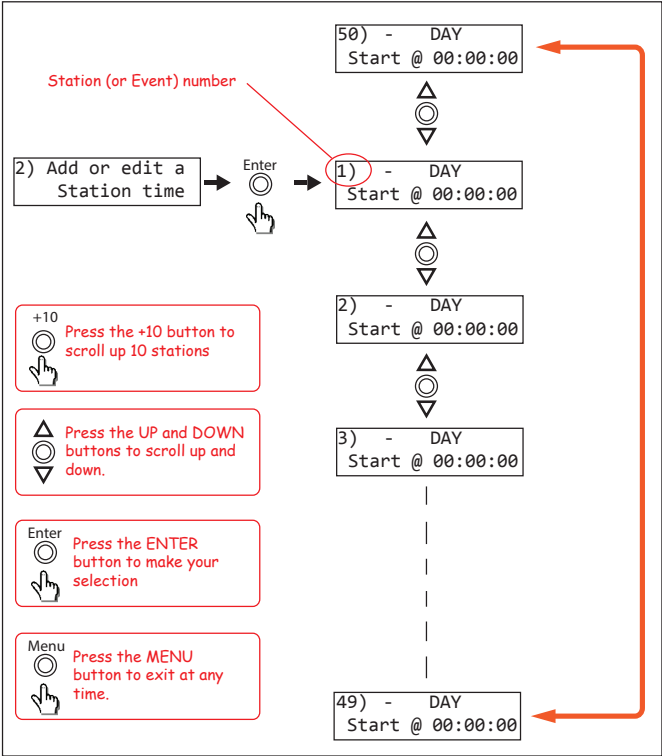 50) - DAY
Start @ 00:00:00
Station (or Event) number
2) Add or edit a
Station time
Enter
1) - DAY
Start @ 00:00:00
2) - DAY
Start @ 00:00:00
+10
Press the +10 button to
scroll up 10 stations
Press the UP and DOWN
buttons to scroll up and
down.
3) - DAY
Start @ 00:00:00
Enter
Press the ENTER
button to make your
selection
Menu
Press the MENU
button to exit at any
time.
49) - DAY
Start @ 00:00:00